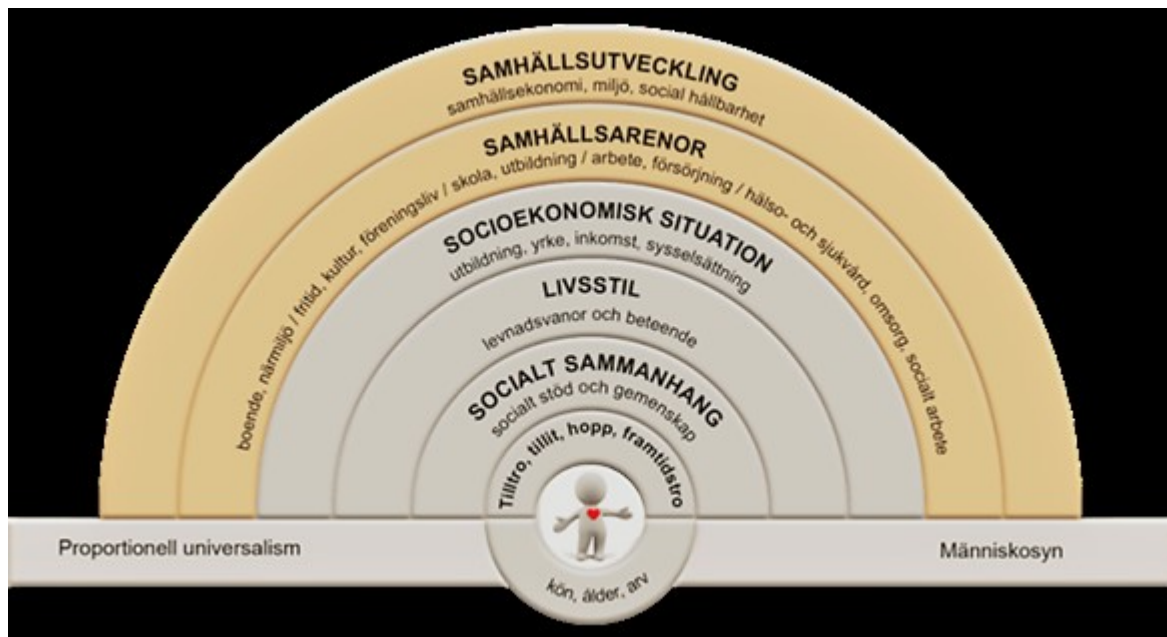 SAMHÄLLSUTVECKLING
samhällsekonomi, miljö, social hållbarhet
SAMHÄLLSARENOR
boende, närmiljö / fritid, kultur, föreningsliv / skola, utbildning / arbete, försörjning / hälso- och sjukvård, omsorg, socialt arbete
SOCIOEKONOMISK SITUATION
utbildning, yrke, inkomst, sysselsättning
LIVSSTIL
levnadsvanor och beteende
SOCIALT SAMMANHANG
socialt stöd och gemenskap
Tilltro, tillit, hopp, framtidstro
Proportionell universalism
Människosyn
kön, ålder, arv